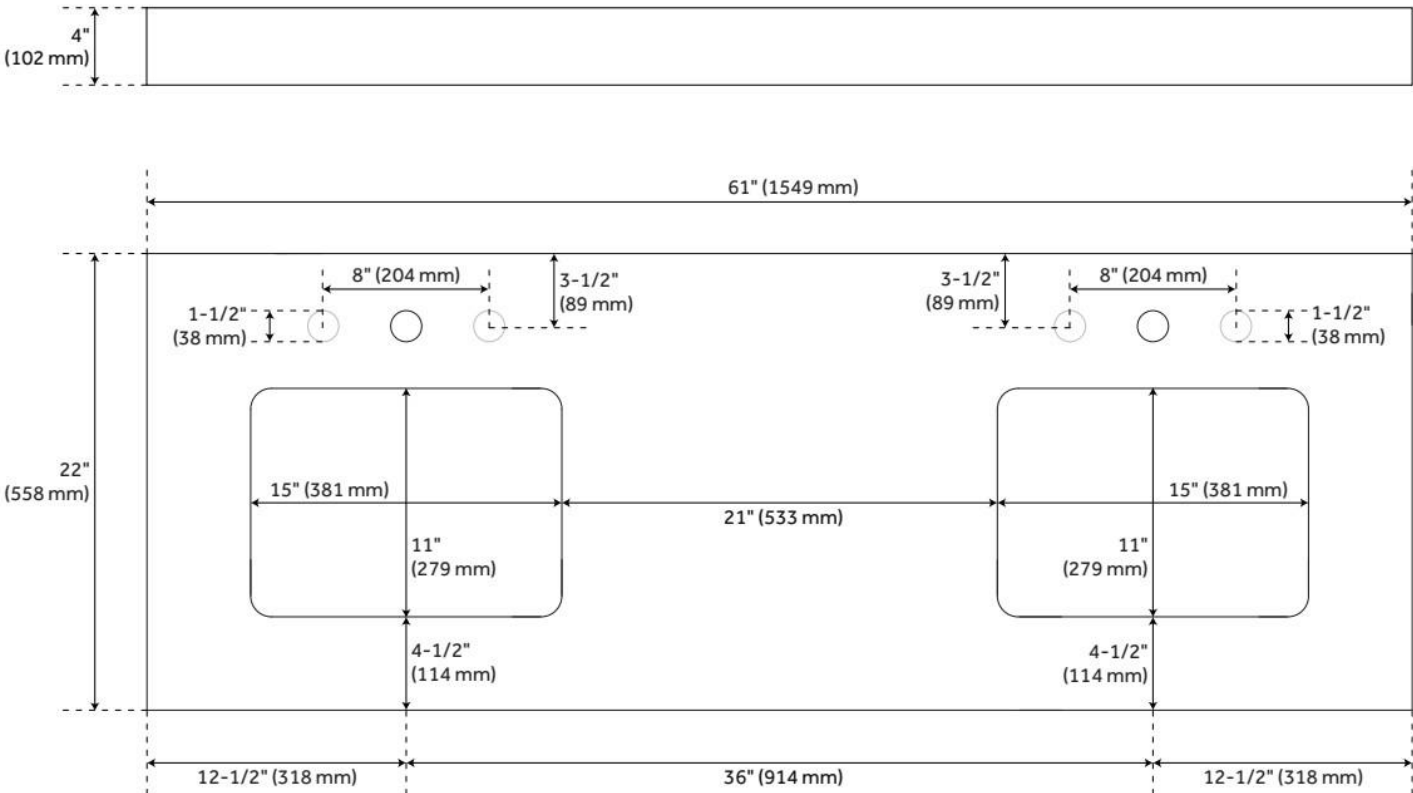 4"
(102 mm)
61" (1549 mm)
8" (204 mm)
3-1/2"
(89 mm)
3-1/2"
(89 mm)
8" (204 mm)
1-1/2"
(38 mm)
1-1/2"
(38 mm)
22"
(558 mm)
15" (381 mm)
21" (533 mm)
15" (381 mm)
11"
(279 mm)
11"
(279 mm)
4-1/2"
(114 mm)
4-1/2"
(114 mm)
12-1/2" (318 mm)
36" (914 mm)
12-1/2" (318 mm)